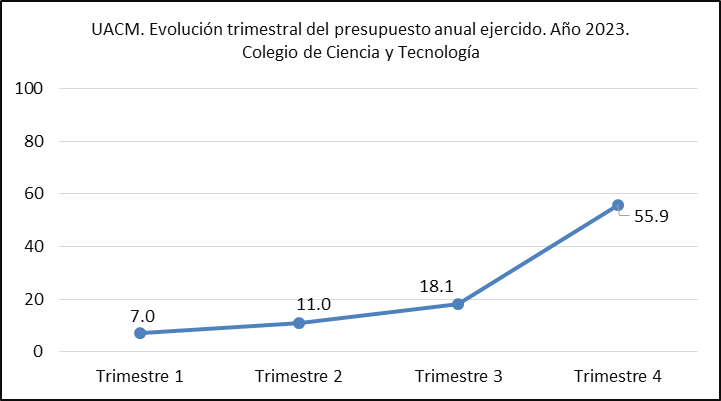 UACM. Evolución trimestral del presupuesto anual ejercido. Año 2023.
Colegio de Ciencia y Tecnología
100
80
60
40
20
0
7.0
11.0
18.1
55.9
Trimestre 1
Trimestre 2
Trimestre 3
Trimestre 4